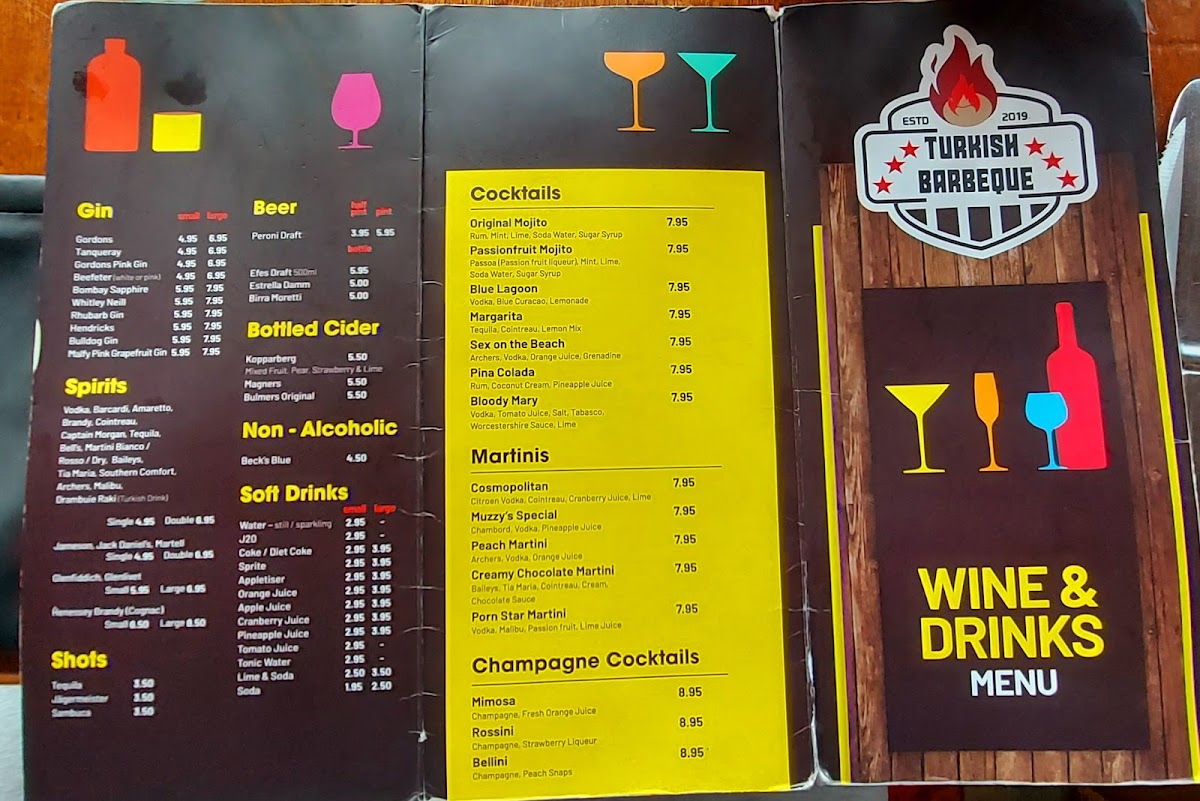 Gin small large
Gordons 4.95 6.95
Tanqueray 4.95 6.95
Gordons Pink Gin 4.95 6.95
Beefeter (white or pink) 4.95 6.95
Bombay Sapphire 5.95 7.95
Whitley Neill 5.95 7.95
Rhubarb Gin 5.95 7.95
Hendricks 5.95 7.95
Bulldog Gin 5.95 7.95
Malfy Pink Grapefruit Gin 5.95 7.95
Spirits
Vodka, Barcardi, Amaretto,
Brandy, Cointreau,
Captain Morgan, Tequila,
Bell's, Martini Bianco /
Rosso / Dry, Baileys,
Tia Maria, Southern Comfort,
Archers, Malibu,
Drambuie Raki (Turkish Drink)
Single 4.95 Double 6.95
Jameson, Jack Daniel's, Martell
Single 4.95 Double 6.95
Glenfiddich, Glenlivet
Small 5.95 Large 6.95
Remmery Brandy (Cognac)
Small 6.50 Large 8.50
Shots
Tequila 3.50
Jägermeister 3.50
Sambuca 3.50
Beer half pint pint
Peroni Draft 3.95 5.95
bottle
Efes Draft 500ml 5.95
Estrella Damm 5.00
Birra Moretti 5.00
Bottled Cider
Kopparberg 5.50
Mixed Fruit, Pear, Strawberry & Lime
Magners 5.50
Bulmers Original 5.50
Non - Alcoholic
Beck's Blue 4.50
Soft Drinks
small large
Water - still / sparkling 2.95 -
J20 2.95 -
Coke / Diet Coke 2.95 3.95
Sprite 2.95 3.95
Appletiser 2.95 3.95
Orange Juice 2.95 3.95
Apple Juice 2.95 3.95
Cranberry Juice 2.95 3.95
Pineapple Juice 2.95 3.95
Tomato Juice 2.95 -
Tonic Water 2.95 -
Lime & Soda 2.50 3.50
Soda 1.95 2.50
Cocktails
Original Mojito 7.95
Rum, Mint, Lime, Soda Water, Sugar Syrup
Passionfruit Mojito 7.95
Passoa (Passion fruit liqueur), Mint, Lime,
Soda Water, Sugar Syrup
Blue Lagoon 7.95
Vodka, Blue Curacao, Lemonade
Margarita 7.95
Tequila, Cointreau, Lemon Mix
Sex on the Beach 7.95
Archers, Vodka, Orange Juice, Grenadine
Pina Colada 7.95
Rum, Coconut Cream, Pineapple Juice
Bloody Mary 7.95
Vodka, Tomato Juice, Salt, Tabasco,
Worcestershire Sauce, Lime
Martinis
Cosmopolitan 7.95
Citroen Vodka, Cointreau, Cranberry Juice, Lime
Muzzy's Special 7.95
Chambord, Vodka, Pineapple Juice
Peach Martini 7.95
Archers, Vodka, Orange Juice
Creamy Chocolate Martini 7.95
Baileys, Tia Maria, Cointreau, Cream,
Chocolate Sauce
Porn Star Martini 7.95
Vodka, Malibu, Passion fruit, Lime Juice
Champagne Cocktails
Mimosa 8.95
Champagne, Fresh Orange Juice
Rossini 8.95
Champagne, Strawberry Liqueur
Bellini 8.95
Champagne, Peach Snaps
ESTD 2019
TURKISH
BARBEQUE
WINE &
DRINKS
MENU